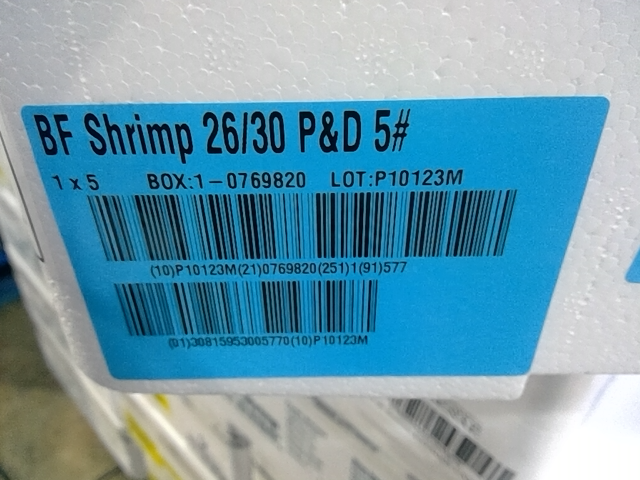 BF Shrimp 26/30 P&D 5#
1 x 5 BOX:1-0769820 LOT:P10123M
(10)P10123M(21)0769820(251)1(91)577
(01)30815953005770(10)P10123M